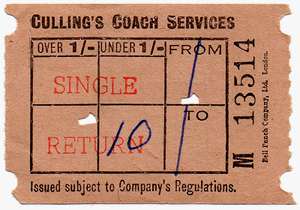 CULLING'S COACH SERVICES
OVER 1/- UNDER 1/- FROM
SINGLE
TO
RETURN 10
Issued subject to Company's Regulations.
M 13514
Bell Punch Company, Ltd. London.